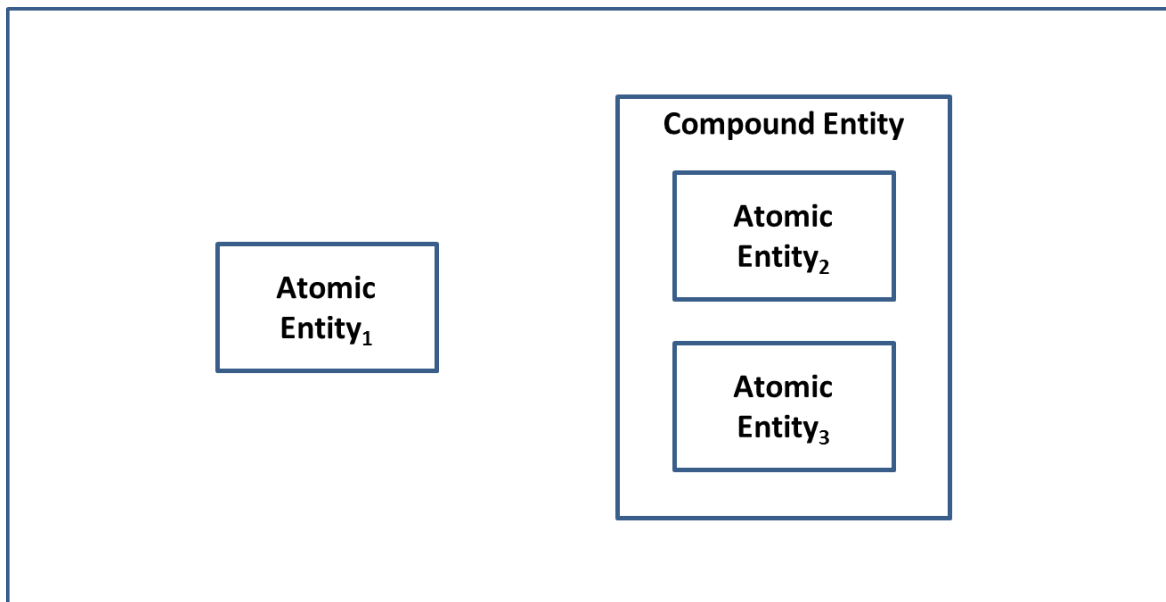 Compound Entity
Atomic
Entity₂
Atomic
Entity₁
Atomic
Entity₃